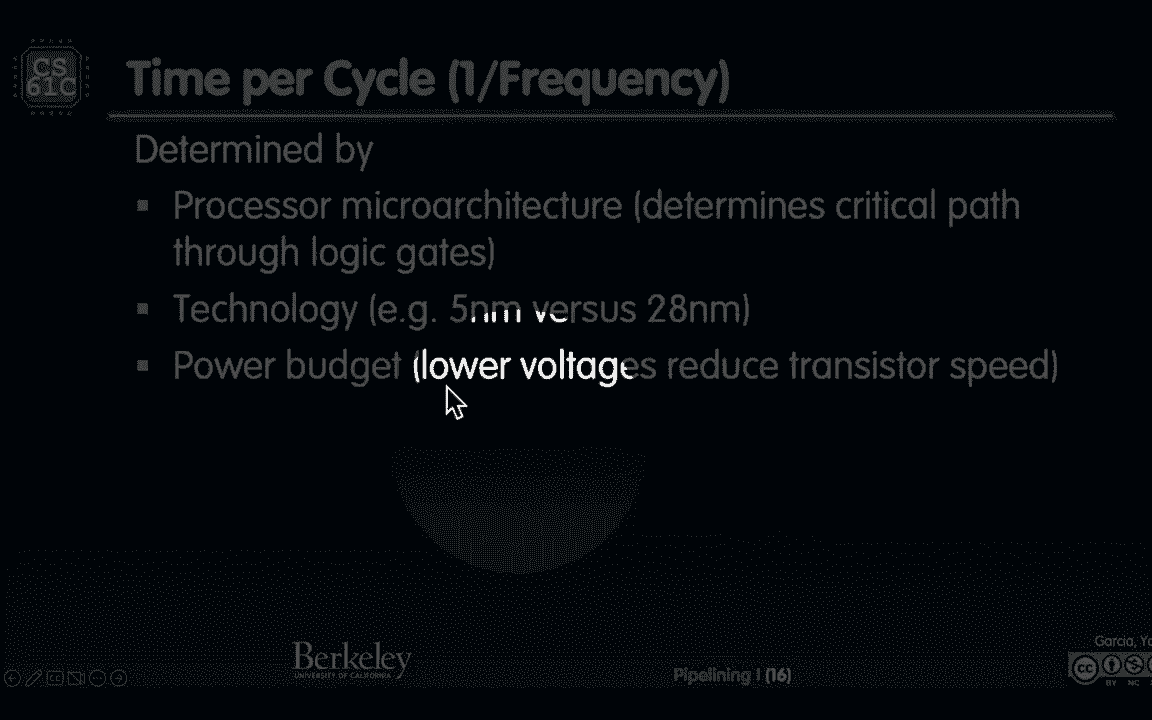 CS
61C
Time per Cycle (1/Frequency)
Determined by
▪ Processor microarchitecture (determines critical path
through logic gates)
▪ Technology (e.g. 5nm versus 28nm)
▪ Power budget (lower voltages reduce transistor speed)
Berkeley
UNIVERSITY OF CALIFORNIA
Pipelining I (16)
Garcia,
cc
BY NC